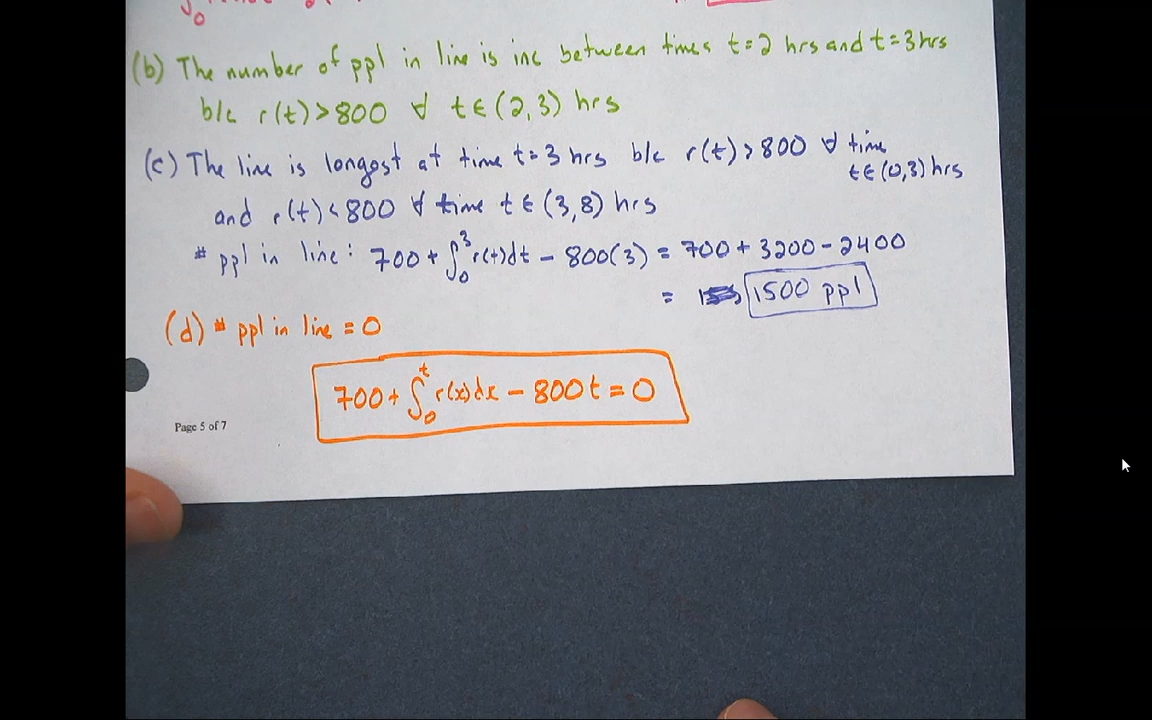 (b) The number of ppl in line is inc between times t=2 hrs and t=3 hrs
b/c r(t)>800 ∀ t∈(2,3) hrs
(c) The line is longest at time t=3 hrs b/c r(t)>800 ∀ time
t∈(0,3) hrs
and r(t)<800 ∀ time t∈(3,8) hrs
# ppl in line: 700+∫₀³ r(t)dt − 800(3) = 700 + 3200 − 2400
= 1500 ppl
(d) # ppl in line = 0
700+∫₀ᵗ r(x)dx − 800t = 0
Page 5 of 7